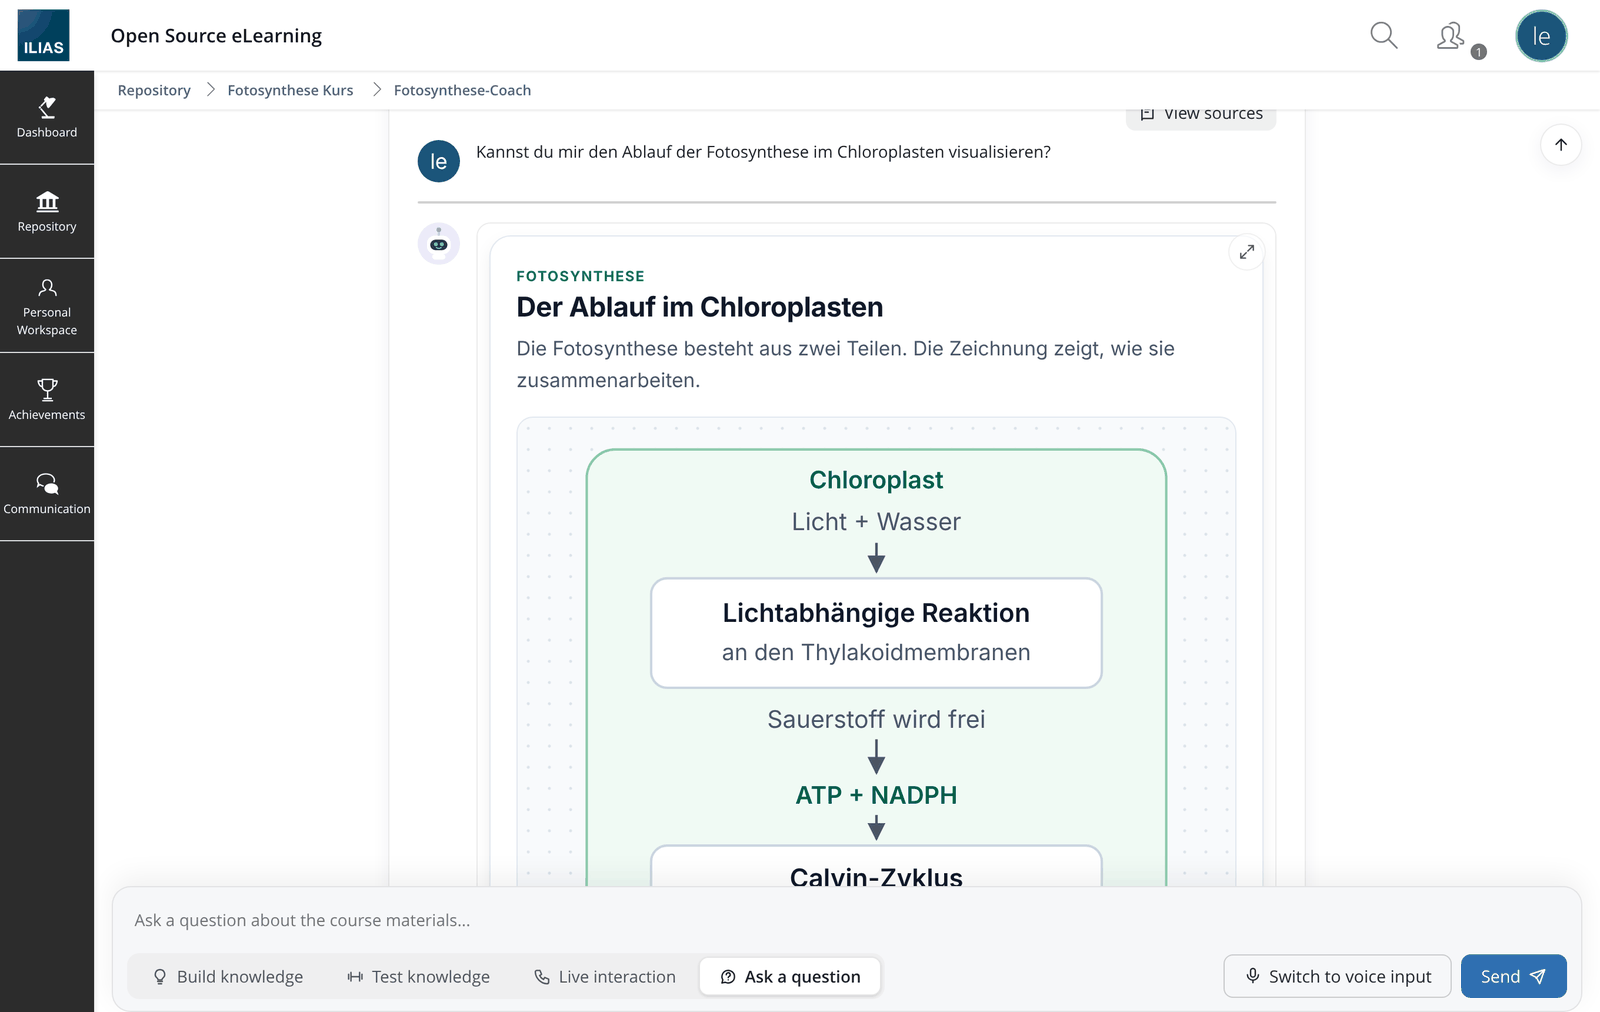 ILIAS
Open Source eLearning
1
le
Repository
Fotosynthese Kurs
Fotosynthese-Coach
Dashboard
Repository
Personal
Workspace
Achievements
Communication
View sources
le
Kannst du mir den Ablauf der Fotosynthese im Chloroplasten visualisieren?
FOTOSYNTHESE
Der Ablauf im Chloroplasten
Die Fotosynthese besteht aus zwei Teilen. Die Zeichnung zeigt, wie sie
zusammenarbeiten.
Chloroplast
Licht + Wasser
Lichtabhängige Reaktion
an den Thylakoidmembranen
Sauerstoff wird frei
ATP + NADPH
Calvin-Zyklus
Ask a question about the course materials...
Build knowledge
Test knowledge
Live interaction
Ask a question
Switch to voice input
Send